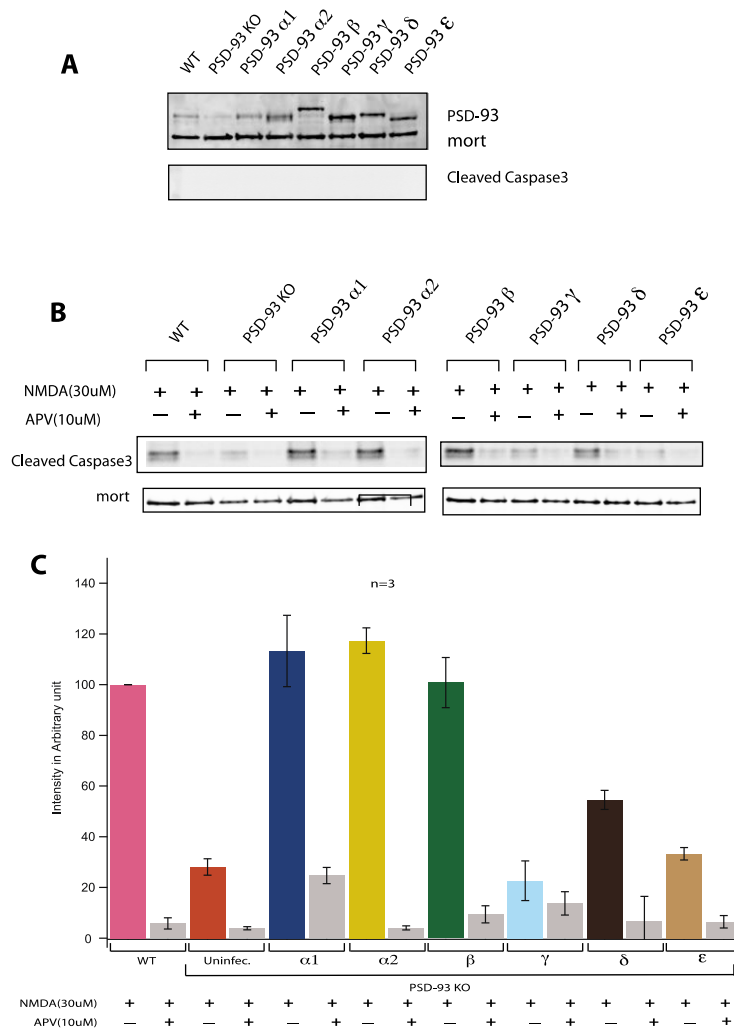 A
WT PSD-93 KO PSD-93 α1 PSD-93 α2 PSD-93 β PSD-93 γ PSD-93 δ PSD-93 ε
PSD-93
mort
Cleaved Caspase3
B
WT PSD-93 KO PSD-93 α1 PSD-93 α2 PSD-93 β PSD-93 γ PSD-93 δ PSD-93 ε
NMDA(30uM) + + + + + + + + + + + + + + + +
APV(10uM) — + — + — + — + — + — + — + — +
Cleaved Caspase3
mort
C
n=3
Intensity in Arbitrary unit
140
120
100
80
60
40
20
0
WT Uninfec. α1 α2 β γ δ ε
PSD-93 KO
NMDA(30uM) + + + + + + + + + + + + + + + +
APV(10uM) — + — + — + — + — + — + — + — +